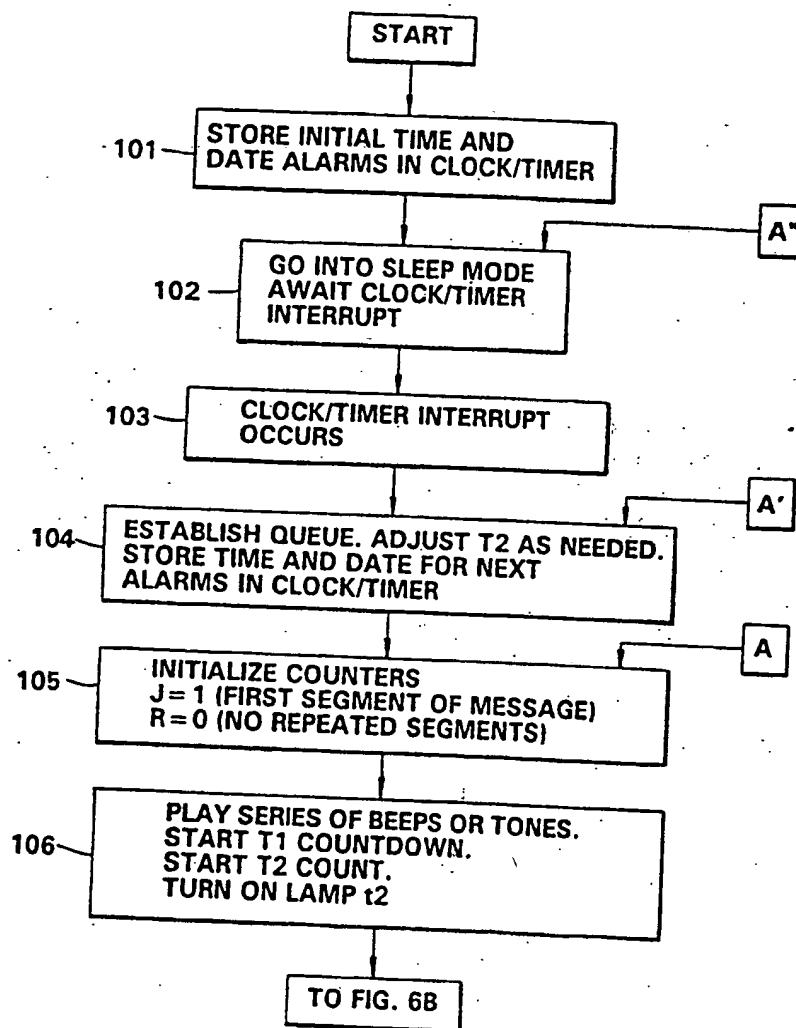 START
101
STORE INITIAL TIME AND
DATE ALARMS IN CLOCK/TIMER
A"
102
GO INTO SLEEP MODE
AWAIT CLOCK/TIMER
INTERRUPT
103
CLOCK/TIMER INTERRUPT
OCCURS
A'
104
ESTABLISH QUEUE. ADJUST T2 AS NEEDED.
STORE TIME AND DATE FOR NEXT
ALARMS IN CLOCK/TIMER
A
105
INITIALIZE COUNTERS
J = 1 (FIRST SEGMENT OF MESSAGE)
R = 0 (NO REPEATED SEGMENTS)
106
PLAY SERIES OF BEEPS OR TONES.
START T1 COUNTDOWN.
START T2 COUNT.
TURN ON LAMP t2
TO FIG. 6B